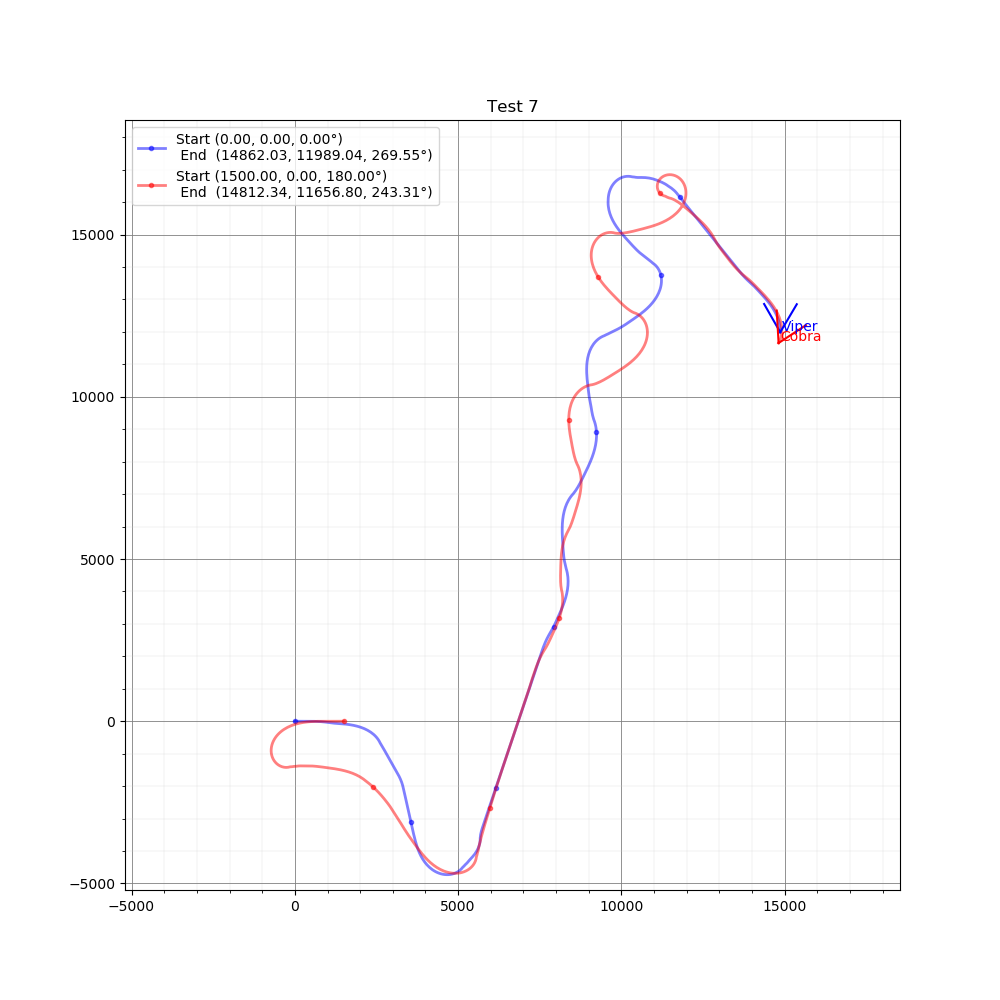 Test 7
Start (0.00, 0.00, 0.00°)
End  (14862.03, 11989.04, 269.55°)
Start (1500.00, 0.00, 180.00°)
End  (14812.34, 11656.80, 243.31°)
15000
10000
5000
0
−5000
Viper
Cobra
−5000
0
5000
10000
15000